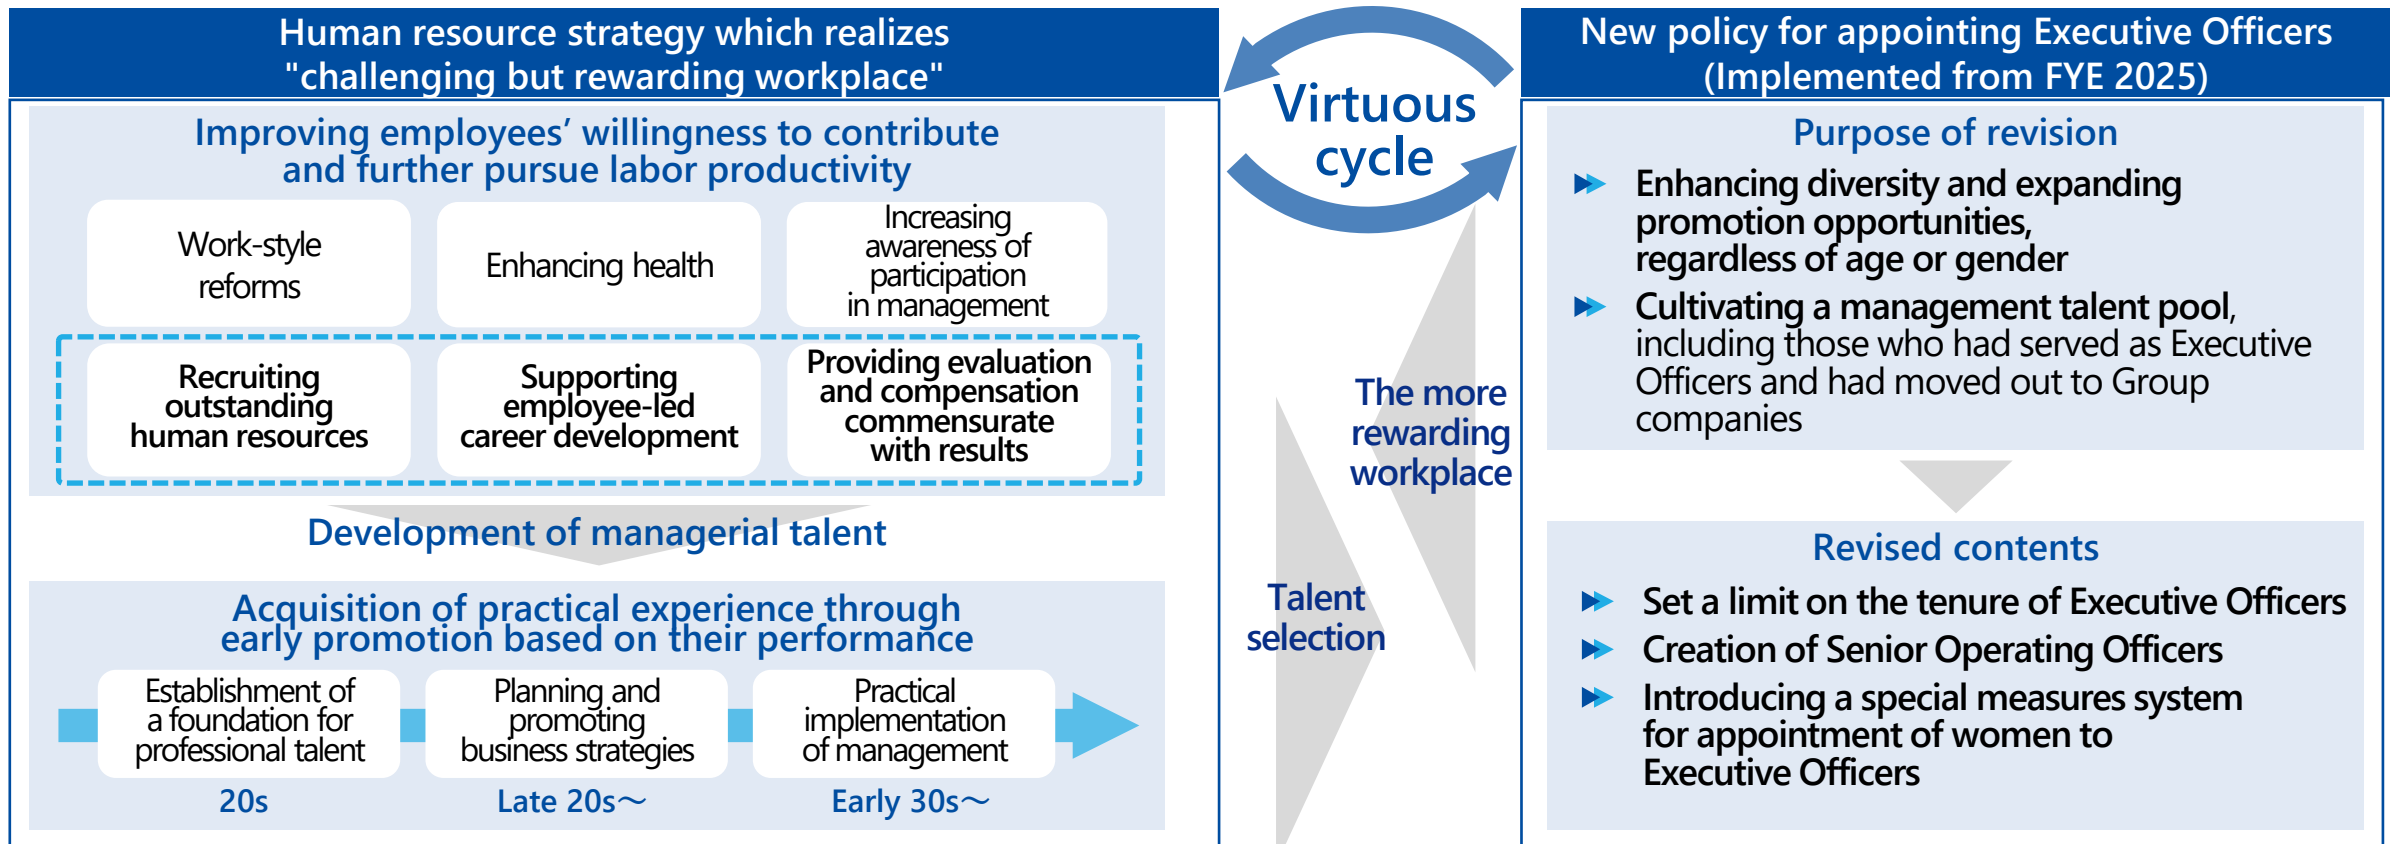 Human resource strategy which realizes
"challenging but rewarding workplace"
Improving employees’ willingness to contribute
and further pursue labor productivity
Work-style
reforms
Enhancing health
Increasing
awareness of
participation
in management
Recruiting
outstanding
human resources
Supporting
employee-led
career development
Providing evaluation
and compensation
commensurate
with results
Development of managerial talent
Acquisition of practical experience through
early promotion based on their performance
Establishment of
a foundation for
professional talent
Planning and
promoting
business strategies
Practical
implementation
of management
20s
Late 20s～
Early 30s～
Virtuous
cycle
The more
rewarding
workplace
Talent
selection
New policy for appointing Executive Officers
(Implemented from FYE 2025)
Purpose of revision
Enhancing diversity and expanding
promotion opportunities,
regardless of age or gender
Cultivating a management talent pool,
including those who had served as Executive
Officers and had moved out to Group
companies
Revised contents
Set a limit on the tenure of Executive Officers
Creation of Senior Operating Officers
Introducing a special measures system
for appointment of women to
Executive Officers